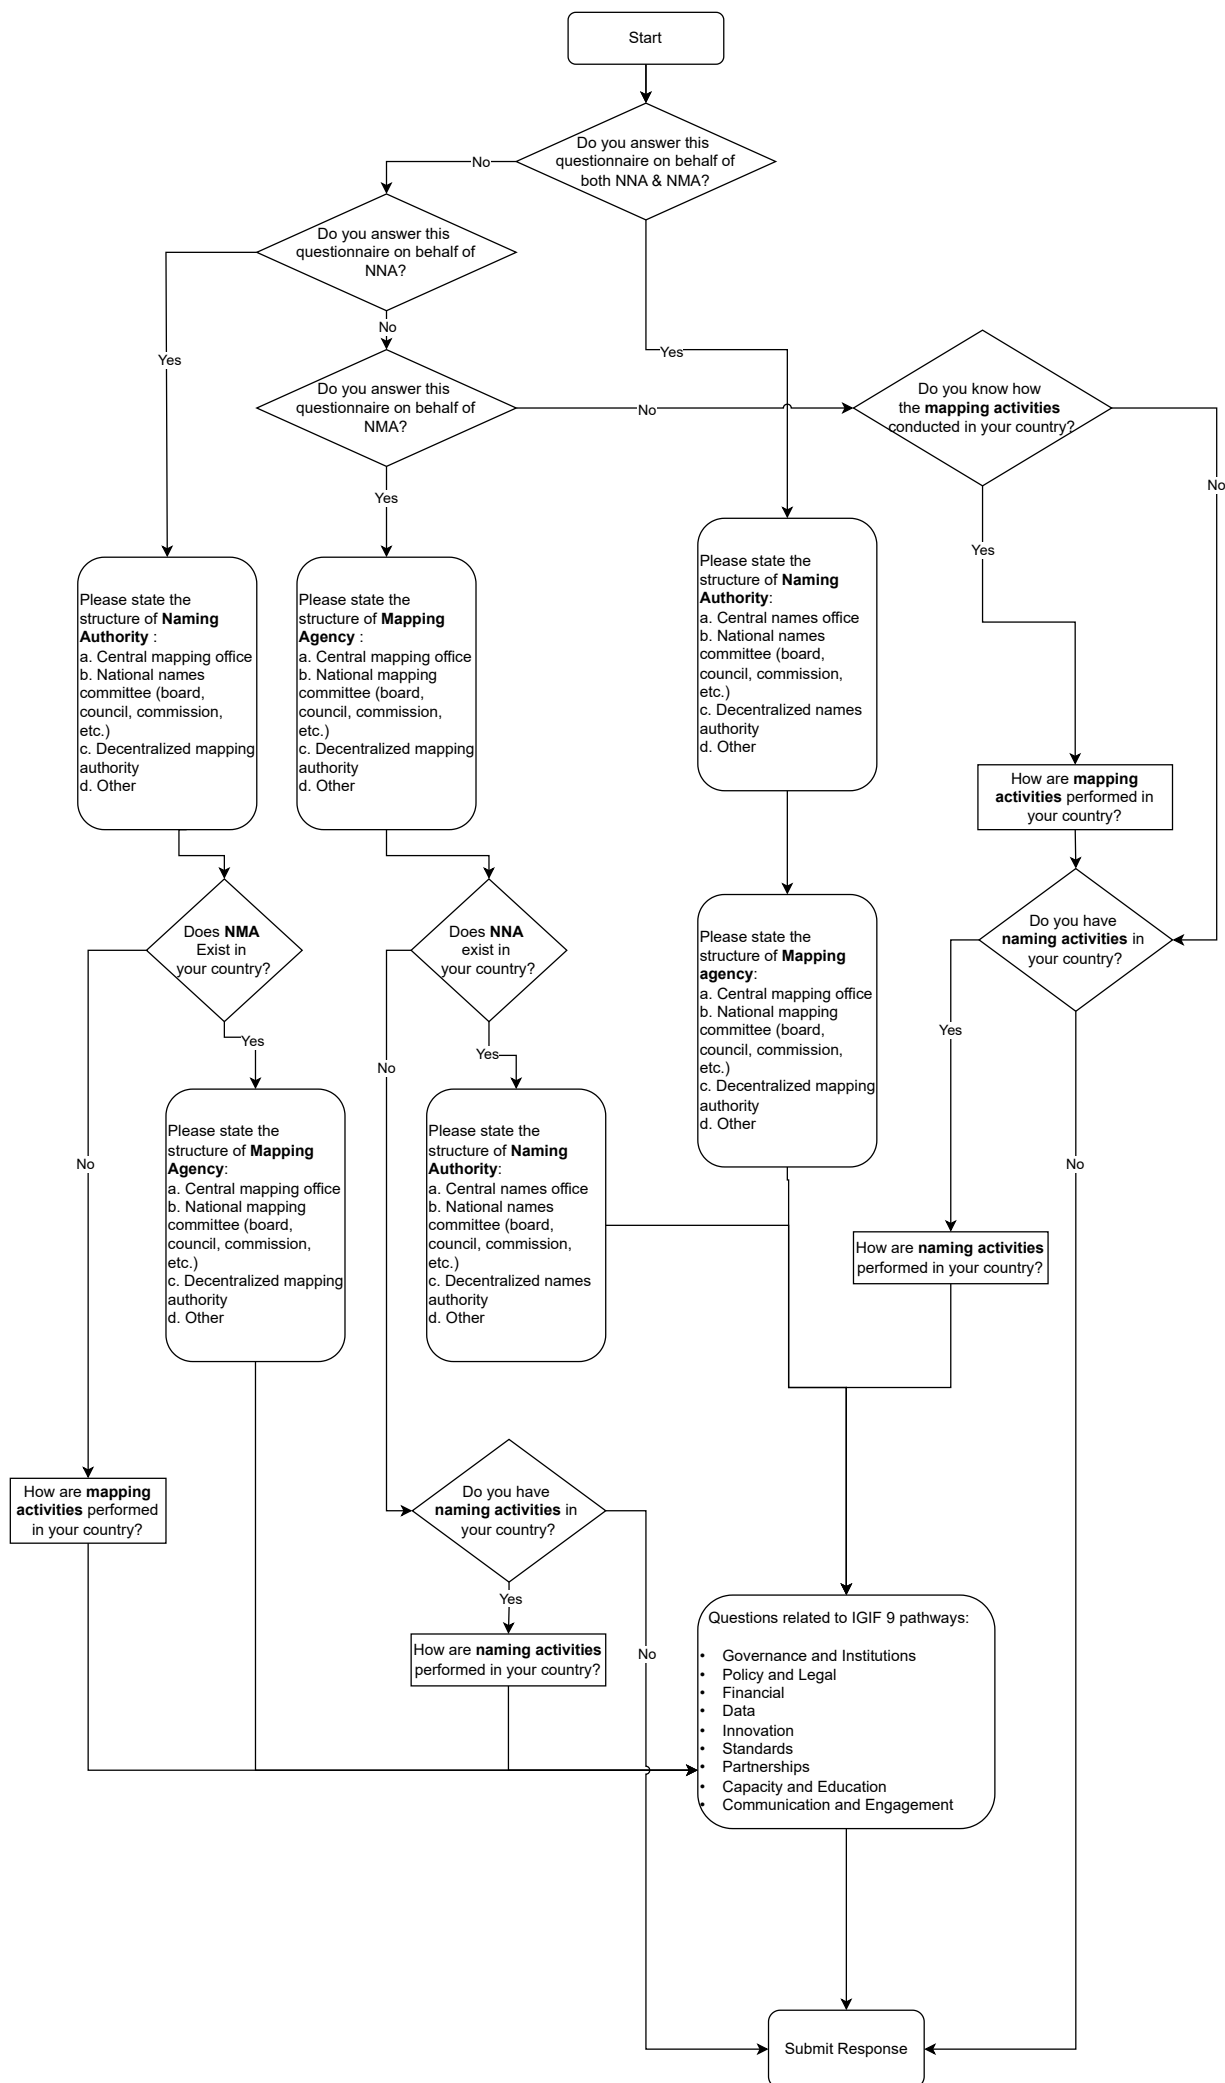 Start
Do you answer this
questionnaire on behalf of
both NNA & NMA?
No
Do you answer this
questionnaire on behalf of
NNA?
No
Yes
Yes
Do you answer this
questionnaire on behalf of
NMA?
No
Do you know how
the mapping activities
conducted in your country?
No
Yes
Yes
Please state the
structure of Naming
Authority :
a. Central mapping office
b. National names
committee (board,
council, commission,
etc.)
c. Decentralized mapping
authority
d. Other
Please state the
structure of Mapping
Agency :
a. Central mapping office
b. National mapping
committee (board,
council, commission,
etc.)
c. Decentralized mapping
authority
d. Other
Please state the
structure of Naming
Authority:
a. Central names office
b. National names
committee (board,
council, commission,
etc.)
c. Decentralized names
authority
d. Other
How are mapping
activities performed in
your country?
Does NMA
Exist in
your country?
Does NNA
exist in
your country?
Please state the
structure of Mapping
agency:
a. Central mapping office
b. National mapping
committee (board,
council, commission,
etc.)
c. Decentralized mapping
authority
d. Other
Do you have
naming activities in
your country?
Yes
Yes
No
Yes
No
No
Please state the
structure of Mapping
Agency:
a. Central mapping office
b. National mapping
committee (board,
council, commission,
etc.)
c. Decentralized mapping
authority
d. Other
Please state the
structure of Naming
Authority:
a. Central names office
b. National names
committee (board,
council, commission,
etc.)
c. Decentralized names
authority
d. Other
How are naming activities
performed in your country?
How are mapping
activities performed
in your country?
Do you have
naming activities in
your country?
Yes
No
How are naming activities
performed in your country?
Questions related to IGIF 9 pathways:
• Governance and Institutions
• Policy and Legal
• Financial
• Data
• Innovation
• Standards
• Partnerships
• Capacity and Education
• Communication and Engagement
Submit Response